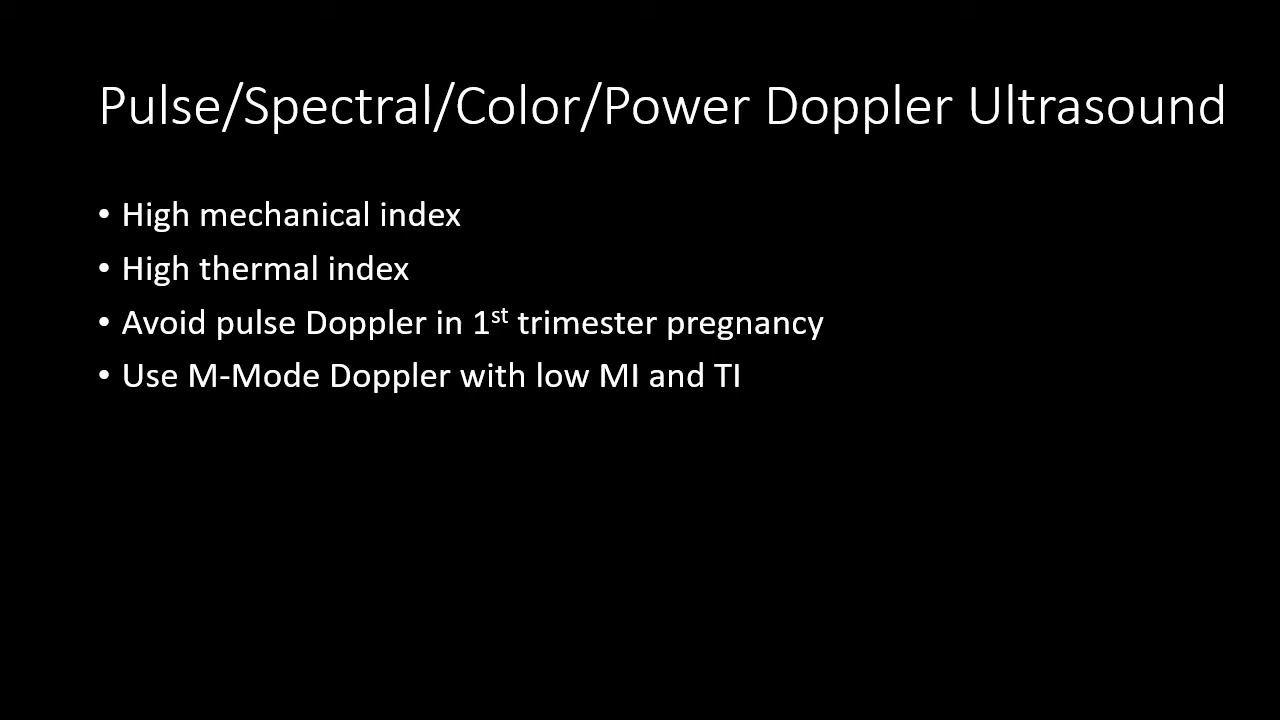 Pulse/Spectral/Color/Power Doppler Ultrasound
• High mechanical index
• High thermal index
• Avoid pulse Doppler in 1st trimester pregnancy
• Use M-Mode Doppler with low MI and TI